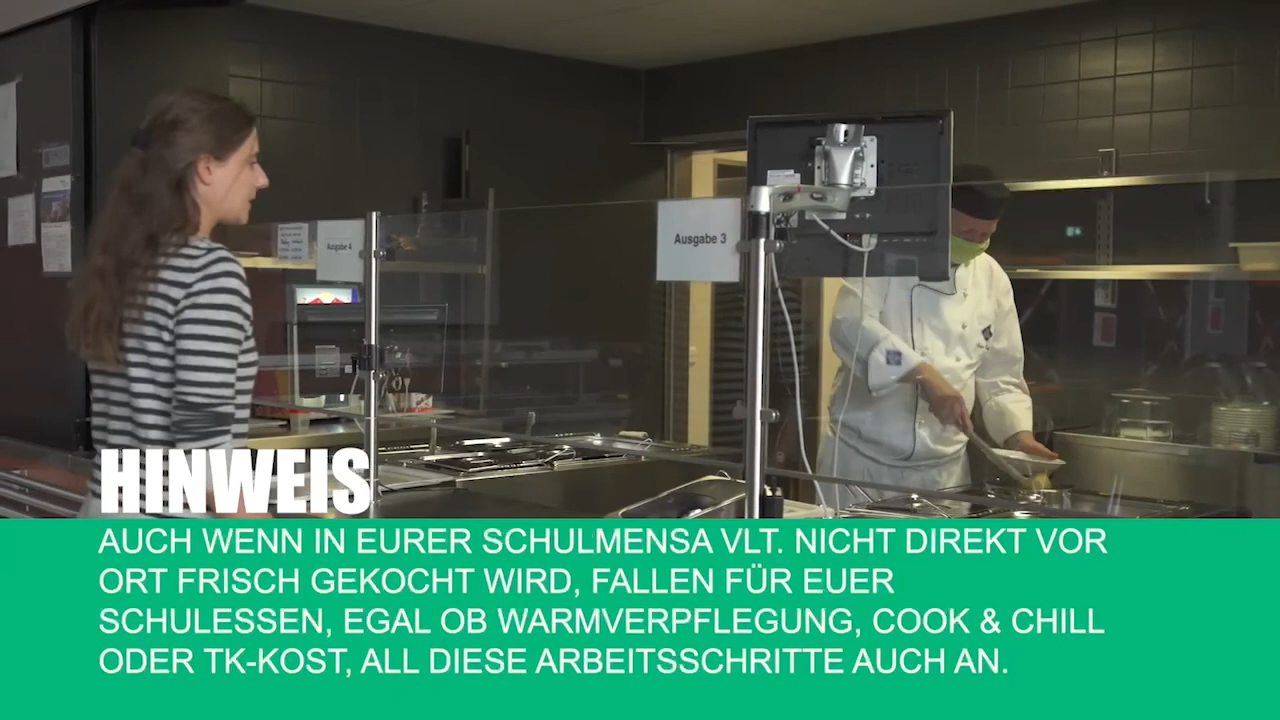 Ausgabe 3
Ausgabe 4
HINWEIS
AUCH WENN IN EURER SCHULMENSA VLT. NICHT DIREKT VOR
ORT FRISCH GEKOCHT WIRD, FALLEN FÜR EUER
SCHULESSEN, EGAL OB WARMVERPFLEGUNG, COOK & CHILL
ODER TK-KOST, ALL DIESE ARBEITSSCHRITTE AUCH AN.